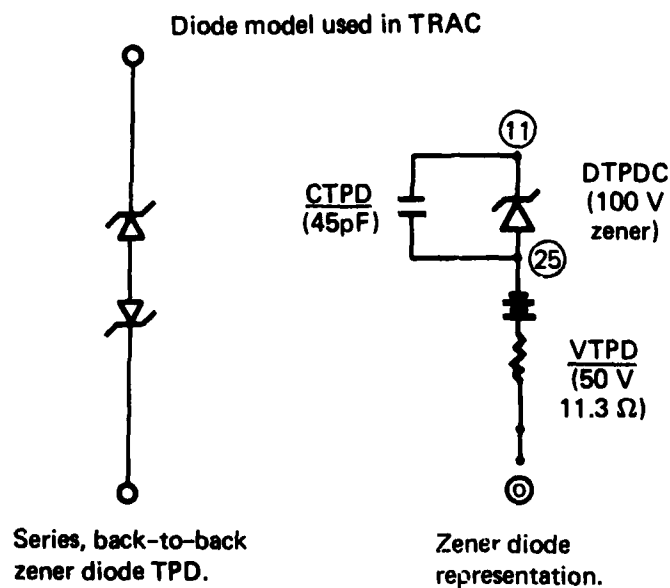 Diode model used in TRAC
11
CTPD
(45pF)
DTPDC
(100 V
zener)
25
VTPD
(50 V
11.3 Ω)
0
Series, back-to-back
zener diode TPD.
Zener diode
representation.